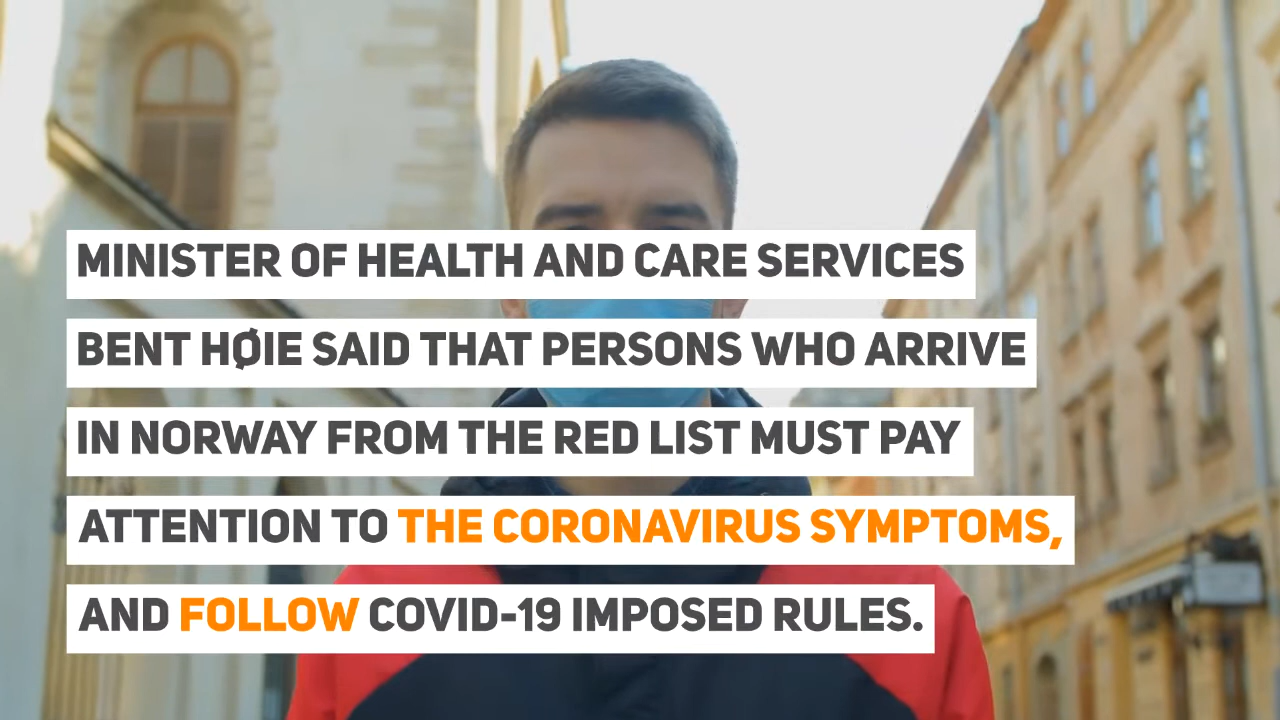 MINISTER OF HEALTH AND CARE SERVICES
BENT HØIE SAID THAT PERSONS WHO ARRIVE
IN NORWAY FROM THE RED LIST MUST PAY
ATTENTION TO THE CORONAVIRUS SYMPTOMS,
AND FOLLOW COVID-19 IMPOSED RULES.